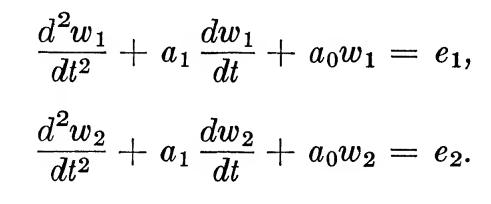 d²w₁/dt² + a₁ dw₁/dt + a₀w₁ = e₁,
d²w₂/dt² + a₁ dw₂/dt + a₀w₂ = e₂.